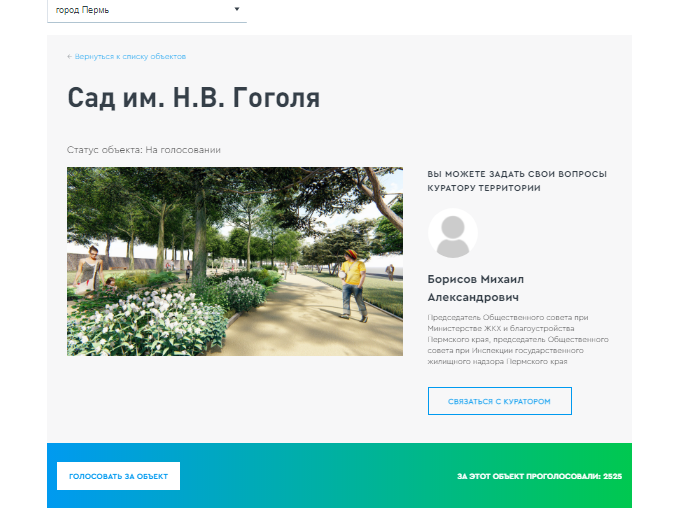 город Пермь
← Вернуться к списку объектов
Сад им. Н.В. Гоголя
Статус объекта: На голосовании
ВЫ МОЖЕТЕ ЗАДАТЬ СВОИ ВОПРОСЫ
КУРАТОРУ ТЕРРИТОРИИ
Борисов Михаил
Александрович
Председатель Общественного совета при
Министерстве ЖКХ и благоустройства
Пермского края, председатель Общественного
совета при Инспекции государственного
жилищного надзора Пермского края
СВЯЗАТЬСЯ С КУРАТОРОМ
ГОЛОСОВАТЬ ЗА ОБЪЕКТ
ЗА ЭТОТ ОБЪЕКТ ПРОГОЛОСОВАЛИ: 2525